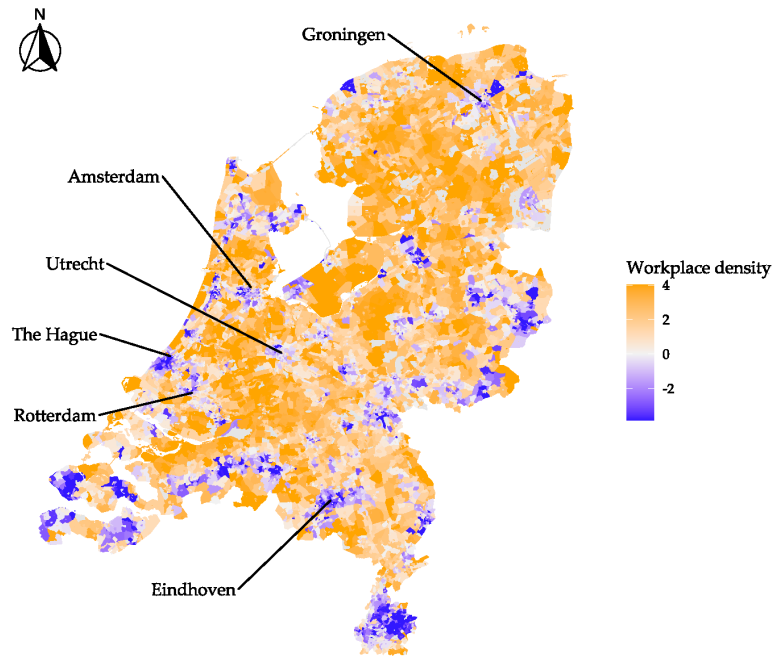 N
Groningen
Amsterdam
Utrecht
The Hague
Rotterdam
Eindhoven
Workplace density
4
2
0
-2